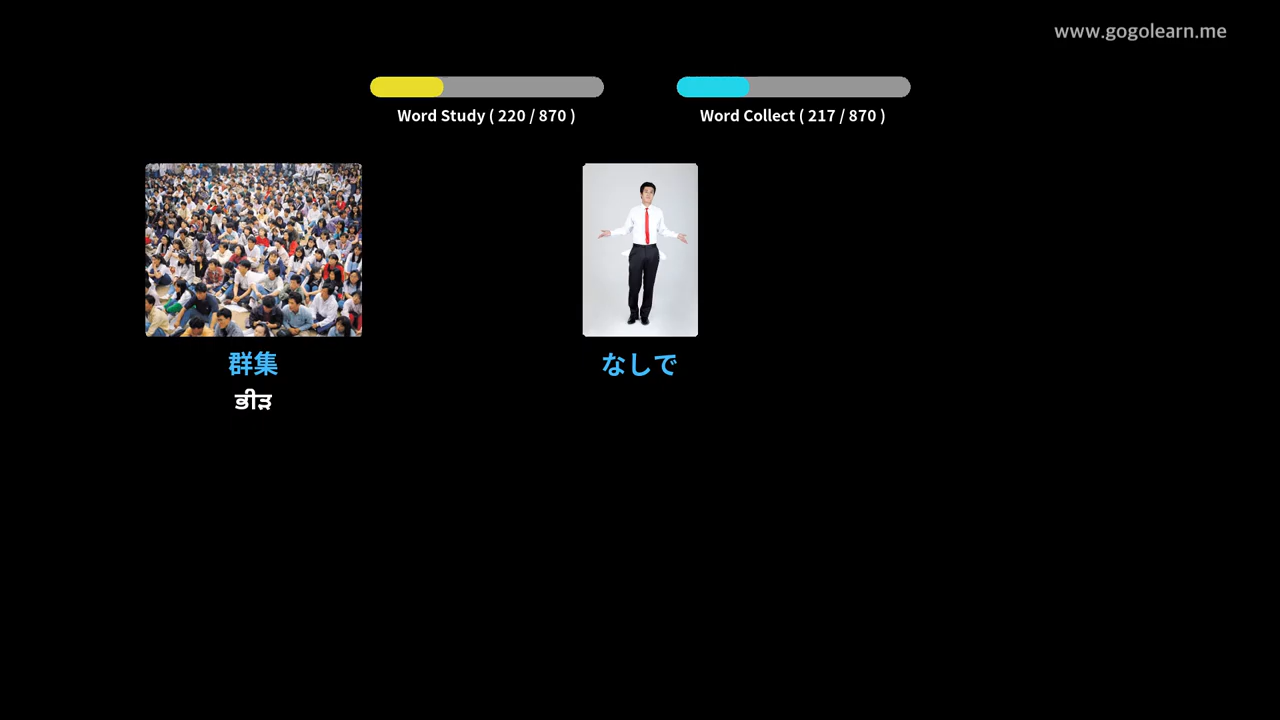 www.gogolearn.me
Word Study ( 220 / 870 )
Word Collect ( 217 / 870 )
群集
なしで
ਭੀੜ